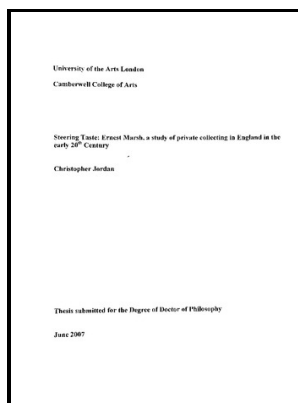 University of the Arts London
Camberwell College of Arts
Steering Taste: Ernest Marsh, a study of private collecting in England in the
early 20th Century
Christopher Jordan
Thesis submitted for the Degree of Doctor of Philosophy
June 2007